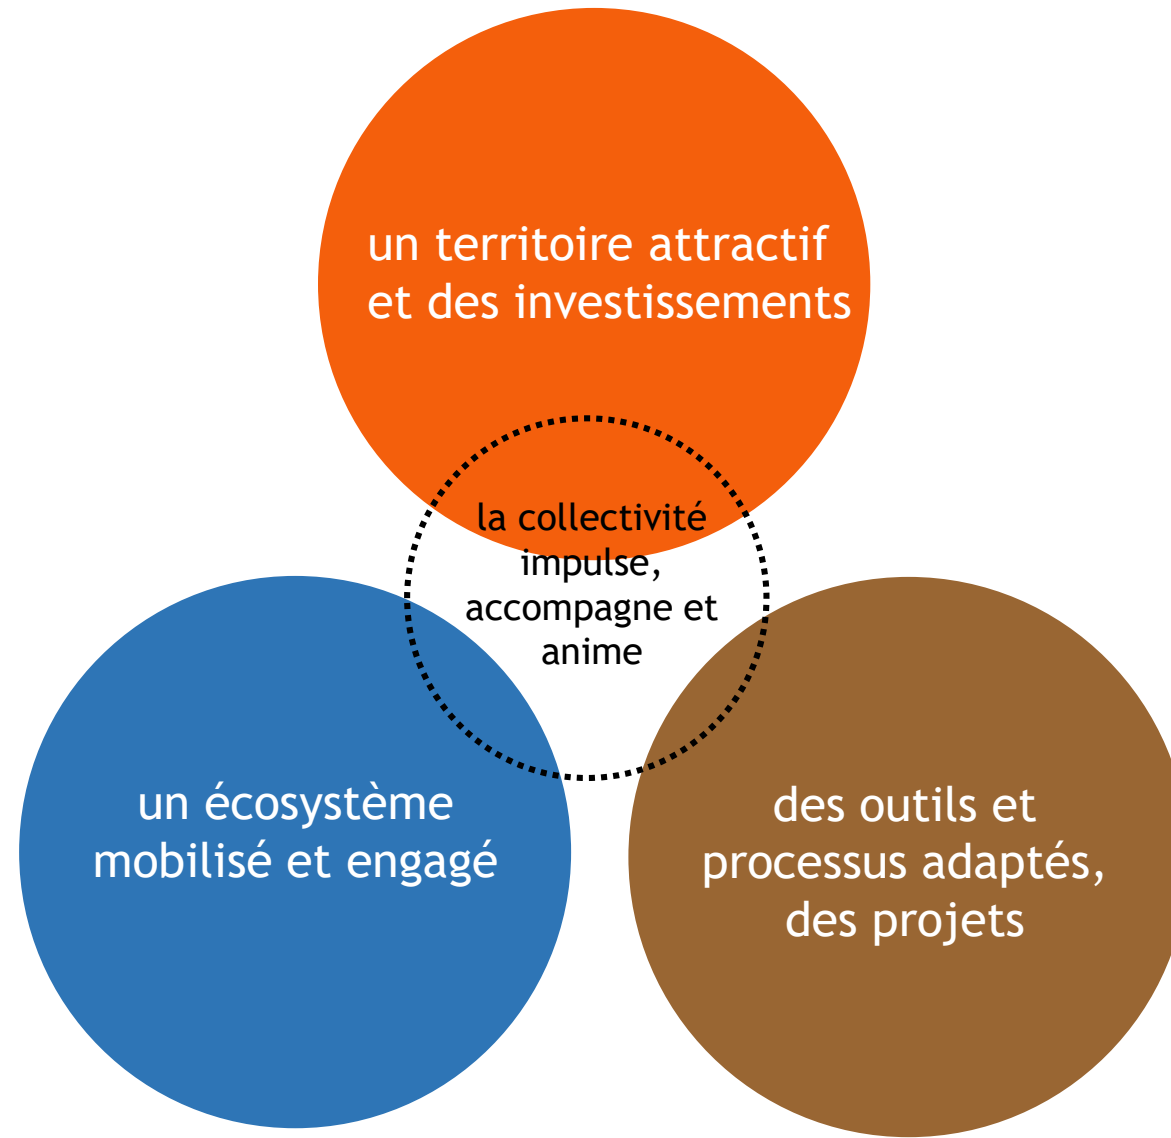 un territoire attractif
et des investissements
la collectivité
impulse,
accompagne et
anime
un écosystème
mobilisé et engagé
des outils et
processus adaptés,
des projets